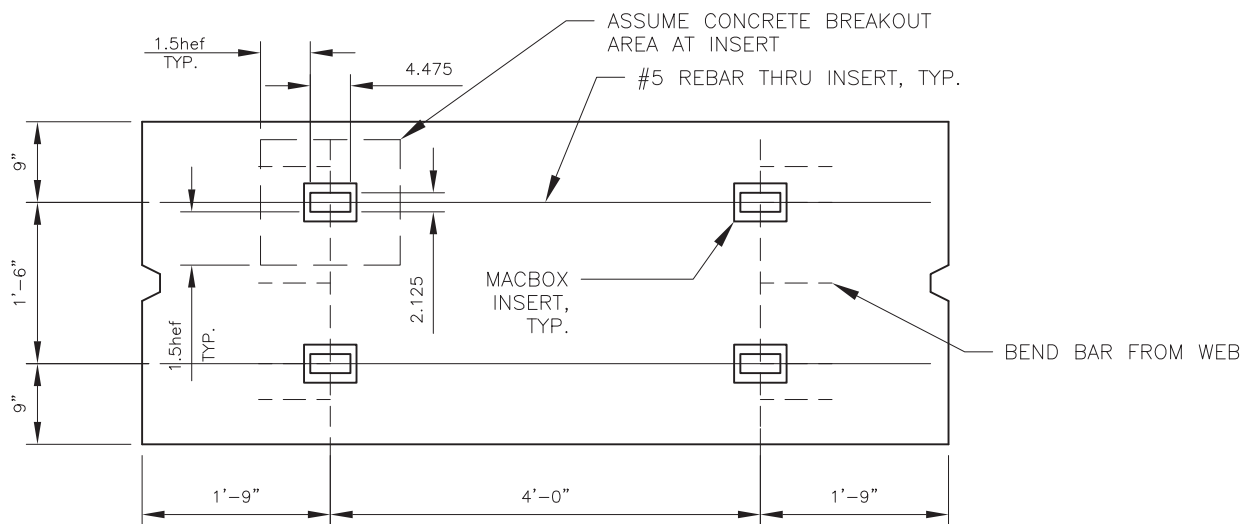 ASSUME CONCRETE BREAKOUT
AREA AT INSERT
1.5hef
TYP.
4.475
#5 REBAR THRU INSERT, TYP.
9"
1'-6"
9"
1.5hef
TYP.
2.125
MACBOX
INSERT,
TYP.
BEND BAR FROM WEB
1'-9"
4'-0"
1'-9"